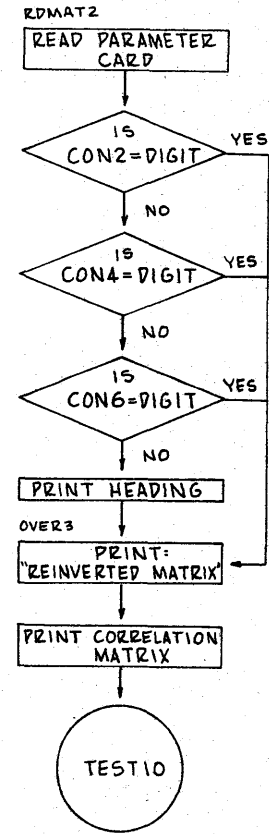 RDMAT2
READ PARAMETER
CARD
IS
CON2=DIGIT
YES
NO
IS
CON4=DIGIT
YES
NO
IS
CON6=DIGIT
YES
NO
PRINT HEADING
OVER3
PRINT:
"REINVERTED MATRIX"
PRINT CORRELATION
MATRIX
TEST10